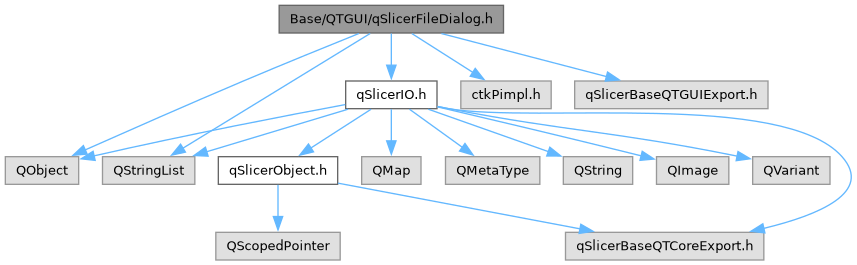 Base/QTGUI/qSlicerFileDialog.h
qSlicerIO.h
ctkPimpl.h
qSlicerBaseQTGUIExport.h
QObject
QStringList
qSlicerObject.h
QMap
QMetaType
QString
QImage
QVariant
QScopedPointer
qSlicerBaseQTCoreExport.h